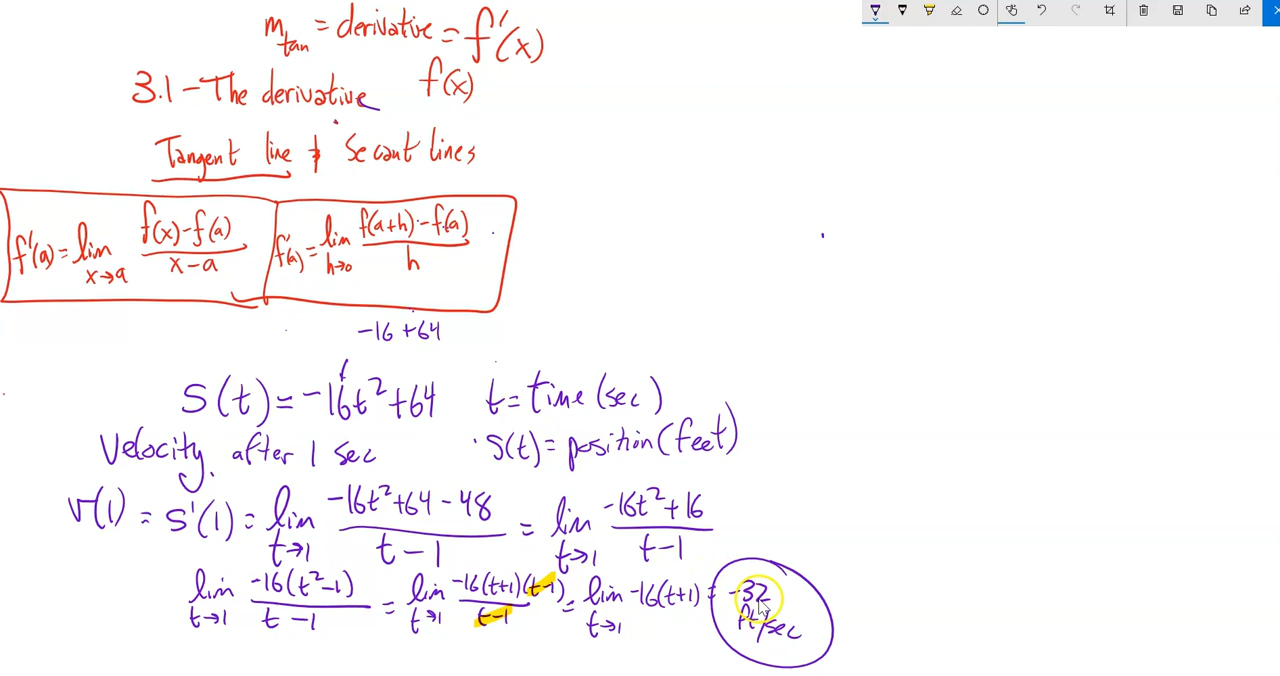 m_tan = derivative = f'(x)
3.1 - The derivative f(x)
Tangent line & Secant lines
f'(a) = lim x→a f(x) - f(a) / x - a
f'(a) = lim h→0 f(a+h) - f(a) / h
-16 + 64
S(t) = -16t² + 64 t = time (sec)
Velocity after 1 sec s(t) = position (feet)
v(1) = s'(1) = lim t→1 -16t² + 64 - 48 / t - 1 = lim t→1 -16t² + 16 / t - 1
lim t→1 -16(t² - 1) / t - 1 = lim t→1 -16(t+1)(t-1) / t-1 = lim t→1 -16(t+1) = -32
ft/sec